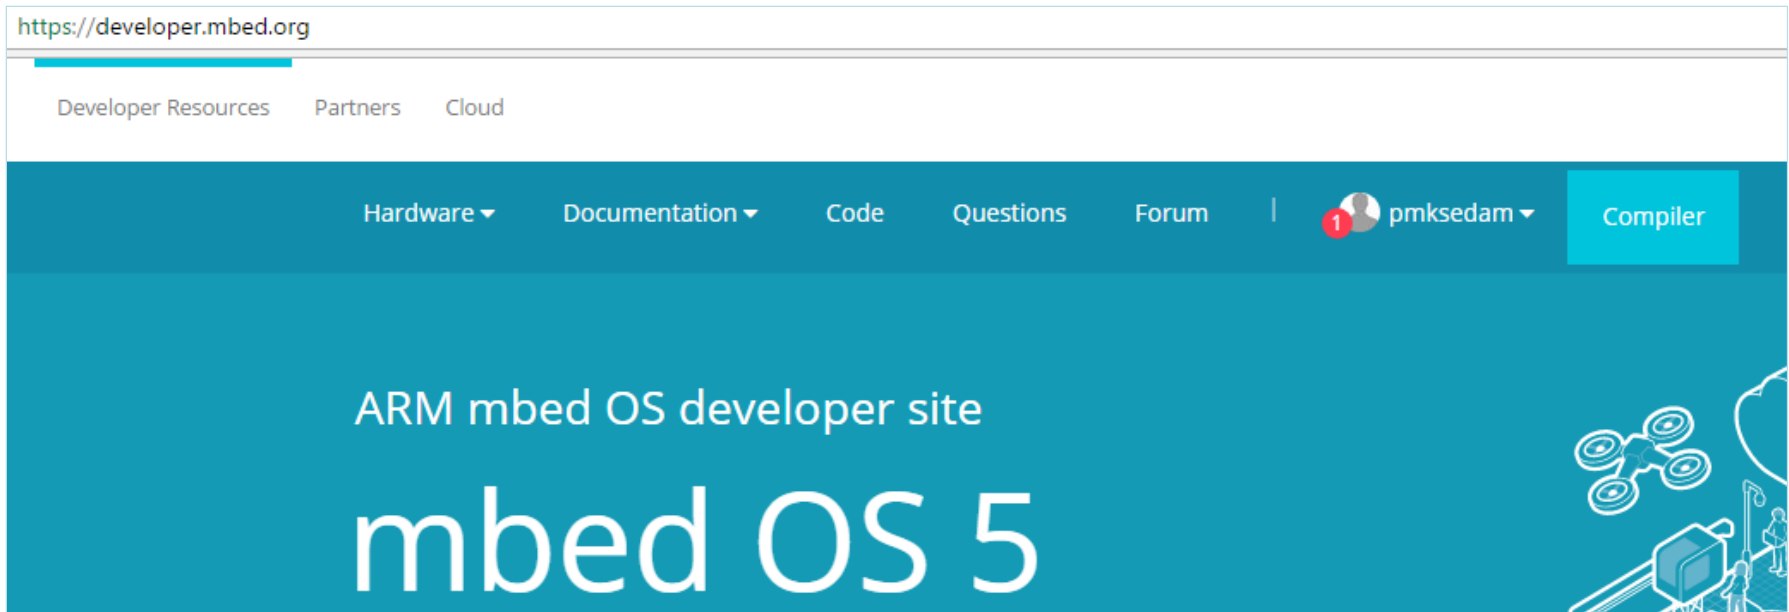 https://developer.mbed.org
Developer Resources Partners Cloud
Hardware Documentation Code Questions Forum | 1 pmksedam Compiler
ARM mbed OS developer site
mbed OS 5